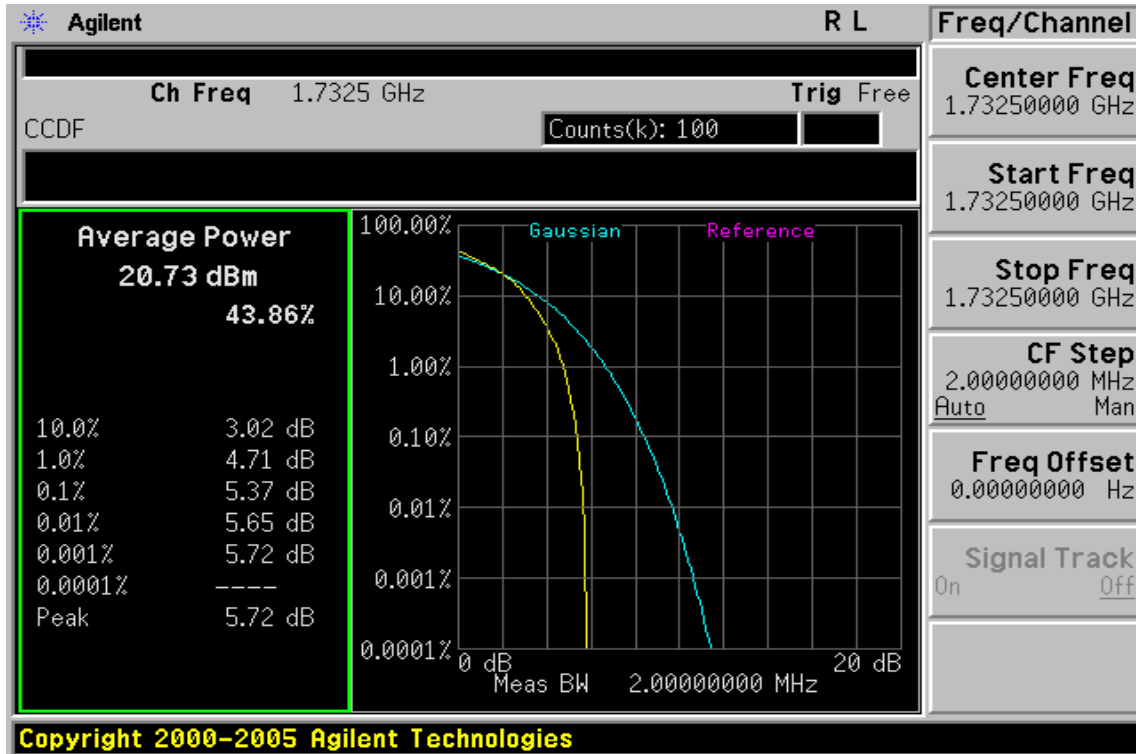 Agilent R L Freq/Channel
Ch Freq 1.7325 GHz Trig Free
CCDF Counts(k): 100
Center Freq
1.73250000 GHz
Start Freq
1.73250000 GHz
Stop Freq
1.73250000 GHz
CF Step
2.00000000 MHz
Auto Man
Freq Offset
0.00000000 Hz
Signal Track
On Off
Average Power
20.73 dBm
43.86%
10.0% 3.02 dB
1.0% 4.71 dB
0.1% 5.37 dB
0.01% 5.65 dB
0.001% 5.72 dB
0.0001% ----
Peak 5.72 dB
Gaussian Reference
100.00%
10.00%
1.00%
0.10%
0.01%
0.001%
0.0001%
0 dB 20 dB
Meas BW 2.00000000 MHz
Copyright 2000-2005 Agilent Technologies